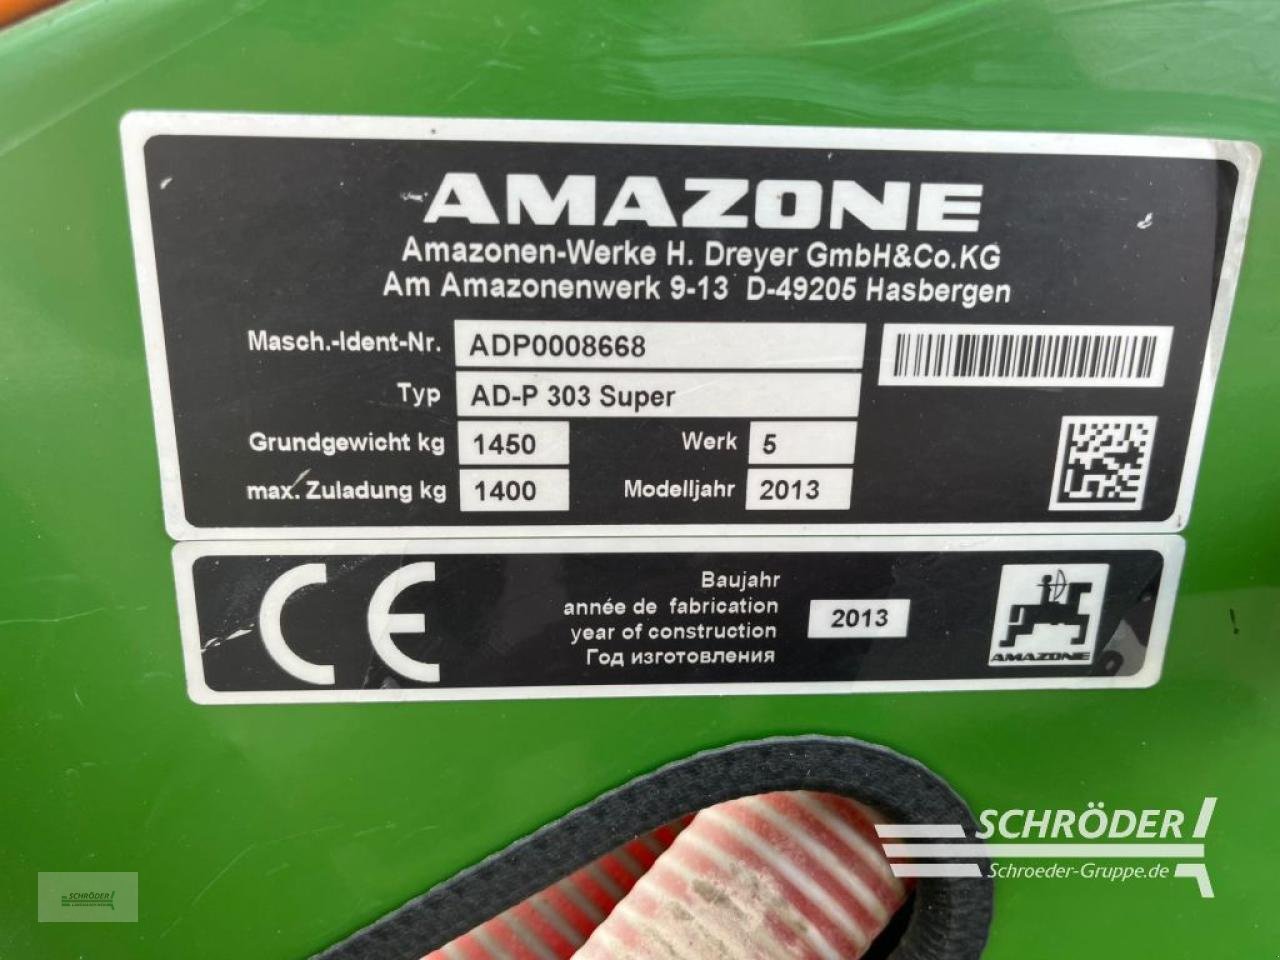 AMAZONE
Amazonen-Werke H. Dreyer GmbH&Co.KG
Am Amazonenwerk 9-13 D-49205 Hasbergen
Masch.-Ident-Nr. ADP0008668
Typ AD-P 303 Super
Grundgewicht kg 1450 Werk 5
max. Zuladung kg 1400 Modelljahr 2013
CE
Baujahr
année de fabrication
year of construction
Год изготовления
2013
AMAZONE
SCHRÖDER
Schroeder-Gruppe.de
SCHRÖDER